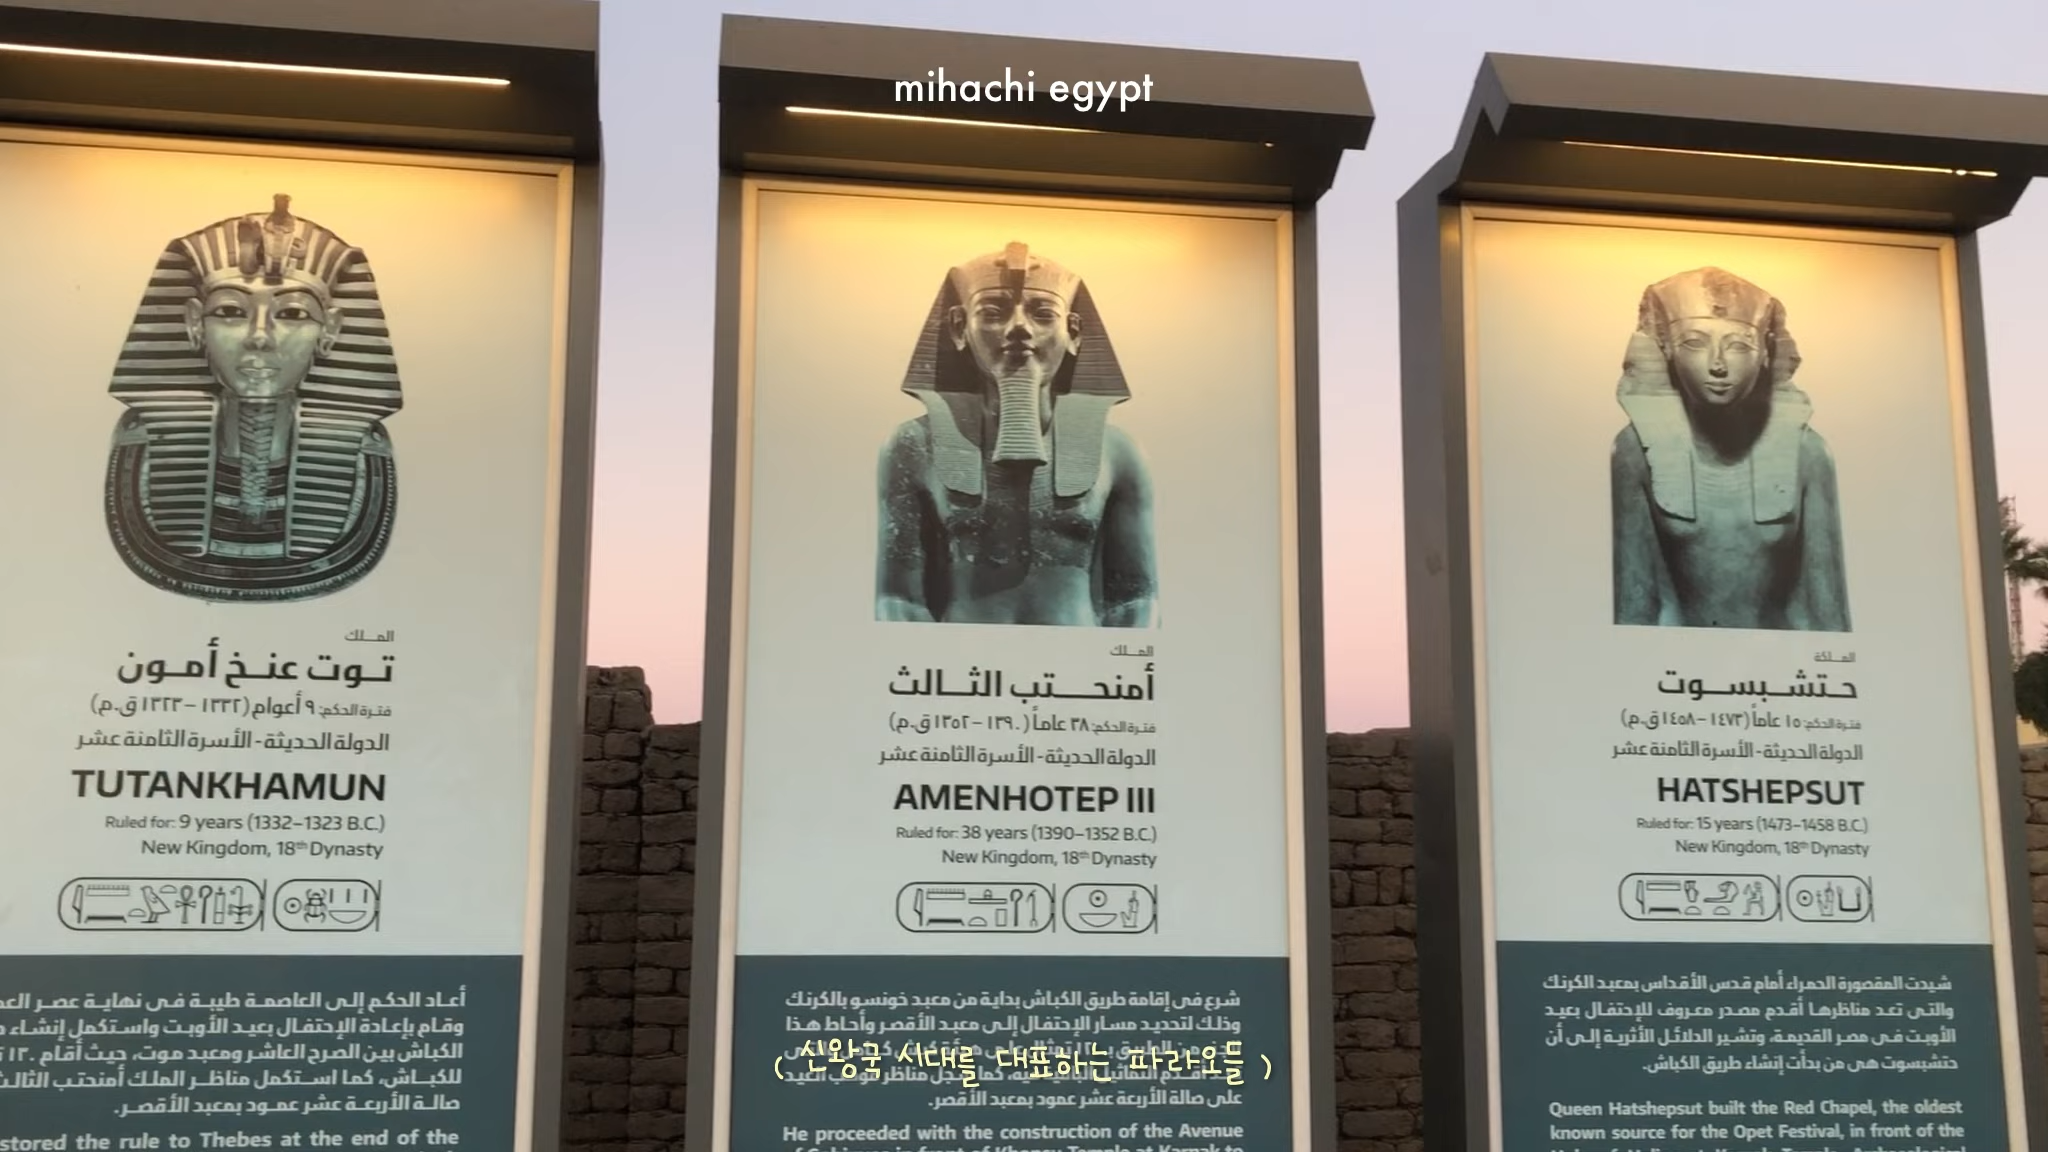 mihachi egypt
الملك
توت عنخ أمون
فترة الحكم: ٩ أعوام (١٣٣٢ – ١٣٢٣ ق.م)
الدولة الحديثة - الأسرة الثامنة عشر
TUTANKHAMUN
Ruled for: 9 years (1332–1323 B.C.)
New Kingdom, 18th Dynasty
أعاد الحكم إلى العاصمة طيبة فى نهاية عصر
وقام بإعادة الإحتفال بعيد الأوبت واستكمل إنشاء
الكباش بين الصرح العاشر ومعبد موت، حيث أقام
للكباش، كما استكمل مناظر الملك أمنحتب الثالث
صالة الأربعة عشر عمود بمعبد الأقصر.
stored the rule to Thebes at the end of the
الملك
أمنحتب الثالث
فترة الحكم: ٣٨ عاماً (١٣٩٠ – ١٣٥٢ ق.م)
الدولة الحديثة - الأسرة الثامنة عشر
AMENHOTEP III
Ruled for: 38 years (1390–1352 B.C.)
New Kingdom, 18th Dynasty
شرع فى إقامة طريق الكباش بداية من معبد خونسو بالكرنك
وذلك لتحديد مسار الإحتفال إلى معبد الأقصر وأحاط هذا
( 신왕국 시대를 대표하는 파라오들 )
على صالة الأربعة عشر عمود بمعبد الأقصر.
He proceeded with the construction of the Avenue
الملكة
حتشبسوت
فترة الحكم: ١٥ عاماً (١٤٧٣ – ١٤٥٨ ق.م)
الدولة الحديثة - الأسرة الثامنة عشر
HATSHEPSUT
Ruled for: 15 years (1473–1458 B.C.)
New Kingdom, 18th Dynasty
شيدت المقصورة الحمراء أمام قدس الأقداس بمعبد الكرنك
والتى تعد مناظرها أقدم مصدر معروف للإحتفال بعيد
الأوبت فى مصر القديمة، وتشير الدلائل الأثرية إلى أن
حتشبسوت هى من بدأت إنشاء طريق الكباش.
Queen Hatshepsut built the Red Chapel, the oldest
known source for the Opet Festival, in front of the